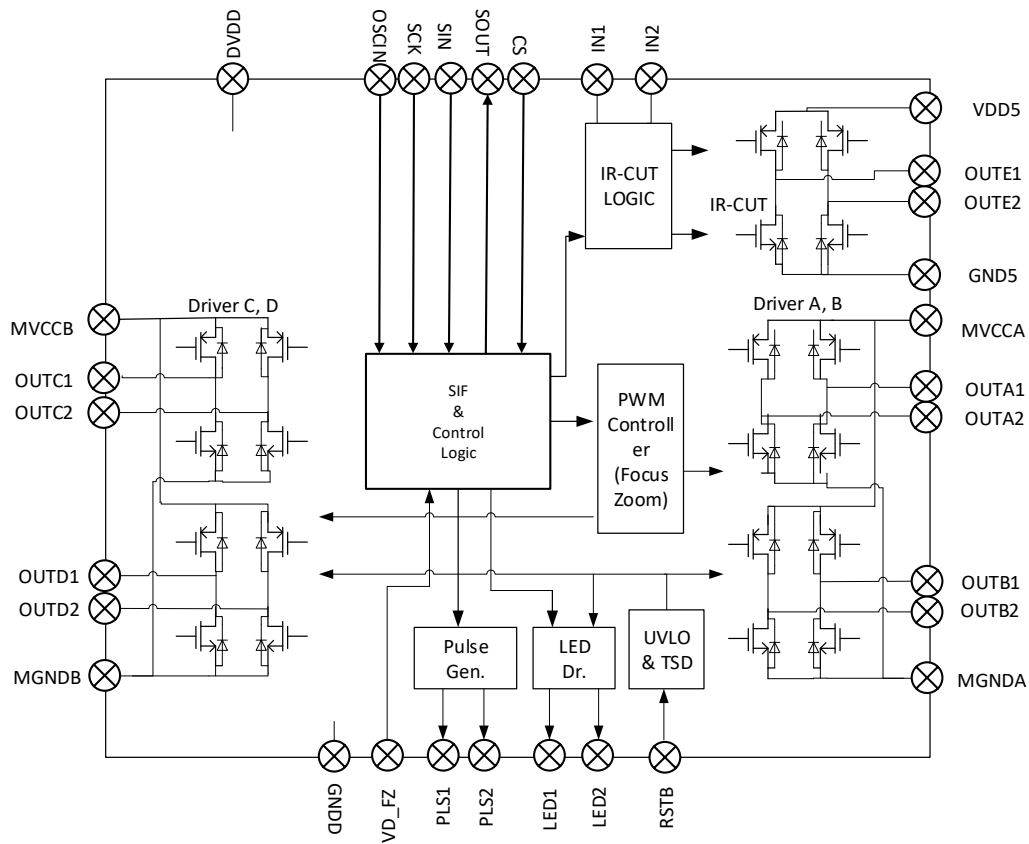 DVDD
OSCIN
SCK
SIN
SOUT
CS
IN1
IN2
VDD5
OUTE1
OUTE2
GND5
IR-CUT
LOGIC
IR-CUT
MVCCB
OUTC1
OUTC2
OUTD1
OUTD2
MGNDB
Driver C, D
Driver A, B
MVCCA
OUTA1
OUTA2
OUTB1
OUTB2
MGNDA
SIF
&
Control
Logic
PWM
Controll
er
(Focus
Zoom)
Pulse
Gen.
LED
Dr.
UVLO
& TSD
GNDD
VD_FZ
PLS1
PLS2
LED1
LED2
RSTB